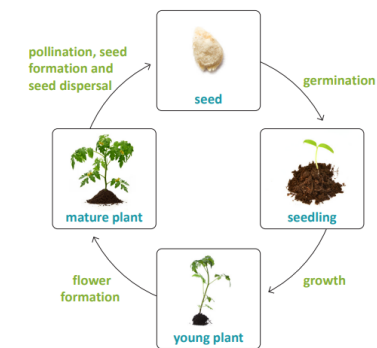 pollination, seed
formation and
seed dispersal
seed
germination
mature plant
seedling
flower
formation
growth
young plant